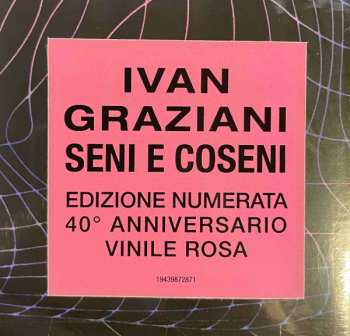 IVAN
GRAZIANI
SENI E COSENI
EDIZIONE NUMERATA
40° ANNIVERSARIO
VINILE ROSA
19439872871